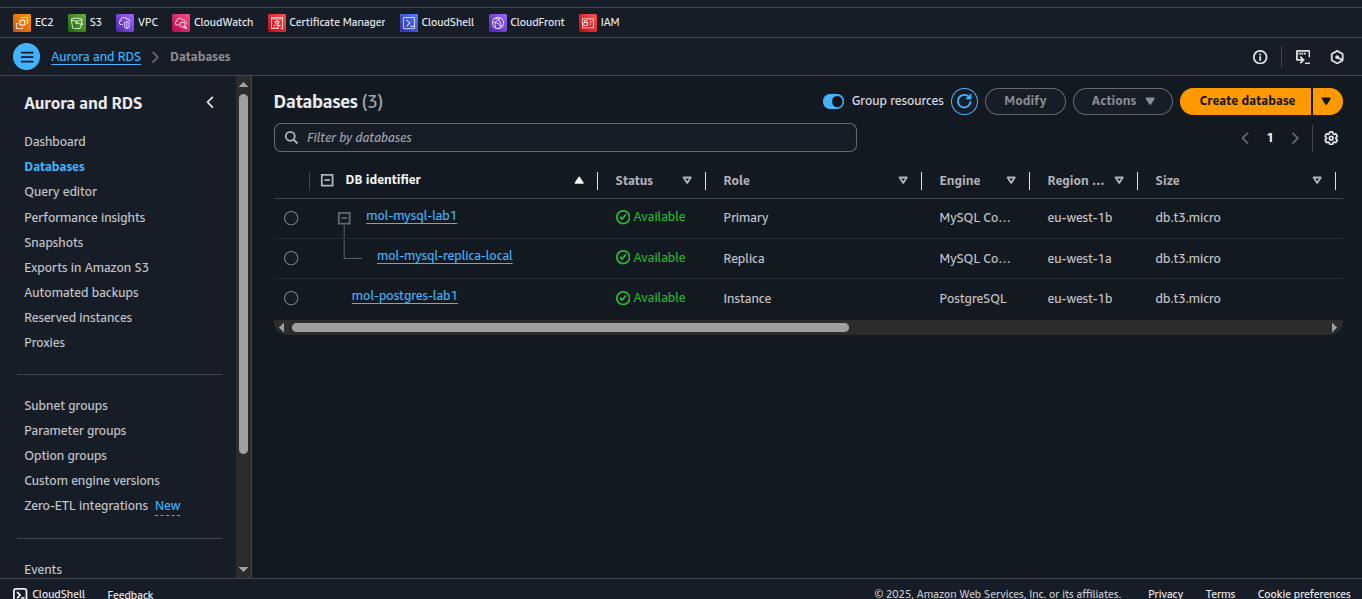 EC2 S3 VPC CloudWatch Certificate Manager CloudShell CloudFront IAM
Aurora and RDS Databases
Aurora and RDS
Dashboard
Databases
Query editor
Performance insights
Snapshots
Exports in Amazon S3
Automated backups
Reserved instances
Proxies
Subnet groups
Parameter groups
Option groups
Custom engine versions
Zero-ETL integrations New
Events
Databases (3) Group resources Modify Actions Create database
Filter by databases 1
DB identifier Status Role Engine Region ... Size
mol-mysql-lab1 Available Primary MySQL Co... eu-west-1b db.t3.micro
mol-mysql-replica-local Available Replica MySQL Co... eu-west-1a db.t3.micro
mol-postgres-lab1 Available Instance PostgreSQL eu-west-1b db.t3.micro
CloudShell Feedback © 2025, Amazon Web Services, Inc. or its affiliates. Privacy Terms Cookie preferences